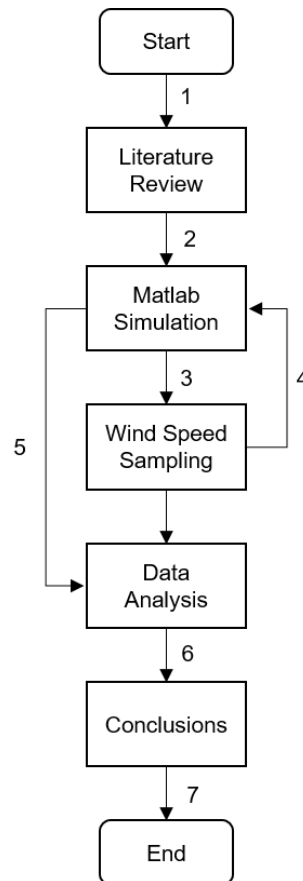 Start
1
Literature
Review
2
Matlab
Simulation
3
4
5
Wind Speed
Sampling
Data
Analysis
6
Conclusions
7
End